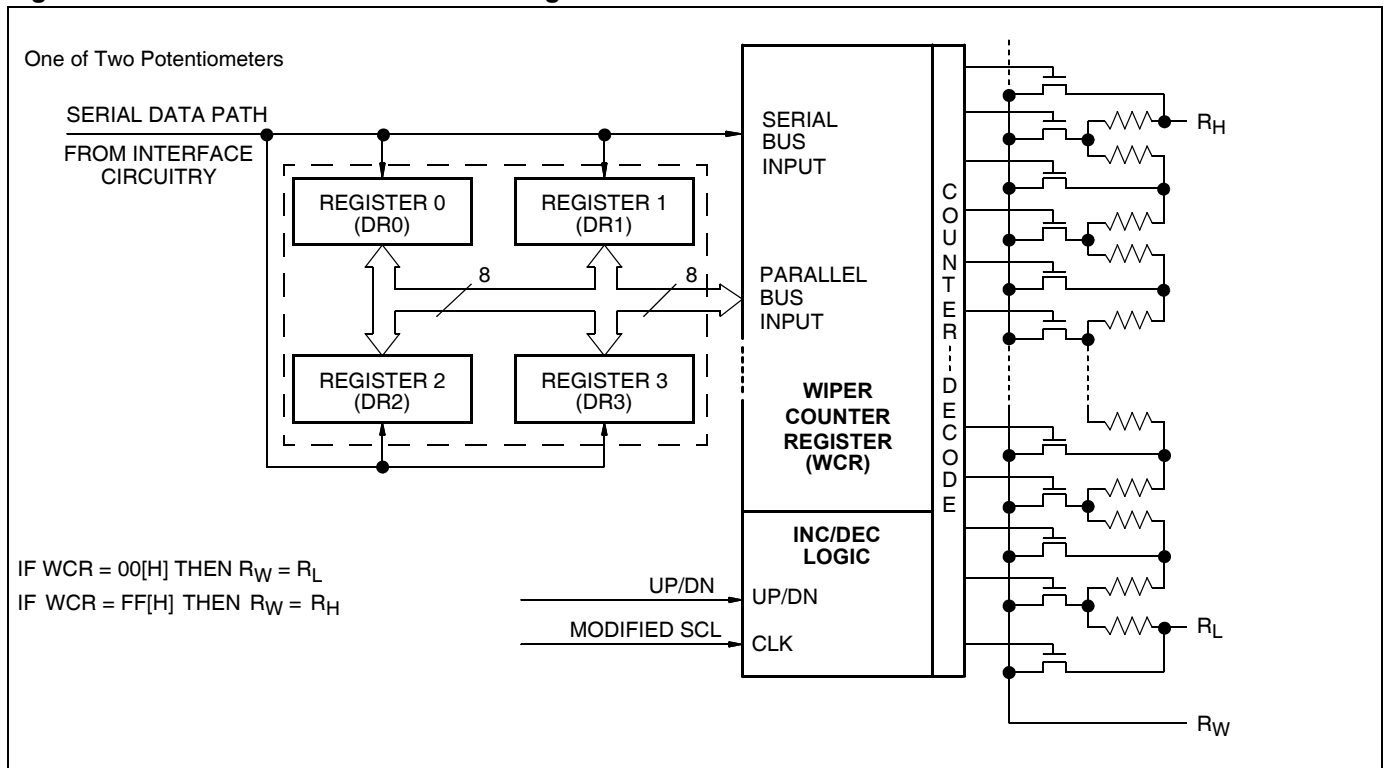 One of Two Potentiometers
SERIAL DATA PATH
FROM INTERFACE
CIRCUITRY
REGISTER 0
(DR0)
REGISTER 1
(DR1)
8
8
REGISTER 2
(DR2)
REGISTER 3
(DR3)
SERIAL
BUS
INPUT
PARALLEL
BUS
INPUT
WIPER
COUNTER
REGISTER
(WCR)
INC/DEC
LOGIC
UP/DN
UP/DN
MODIFIED SCL
CLK
COUNTER
DECODE
IF WCR = 00[H] THEN RW = RL
IF WCR = FF[H] THEN RW = RH
RH
RL
RW